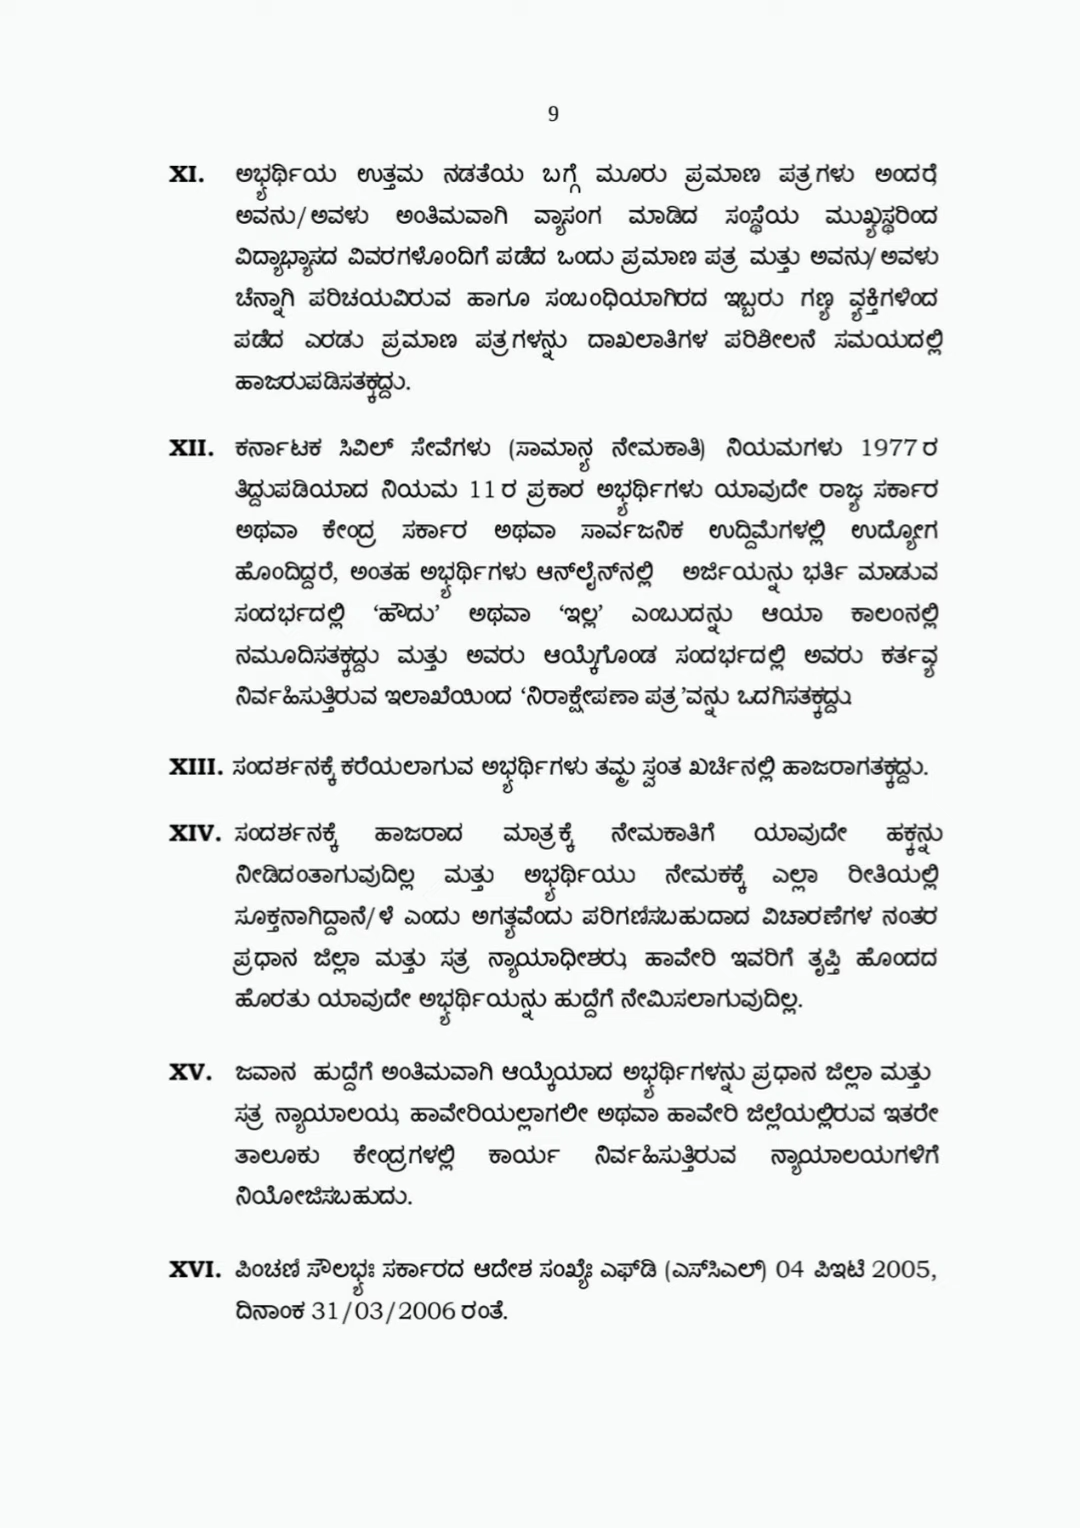 9
XI. ಅಭ್ಯರ್ಥಿಯ ಉತ್ತಮ ನಡತೆಯ ಬಗ್ಗೆ ಮೂರು ಪ್ರಮಾಣ ಪತ್ರಗಳು ಅಂದರೆ,
ಅವನು/ಅವಳು ಅಂತಿಮವಾಗಿ ವ್ಯಾಸಂಗ ಮಾಡಿದ ಸಂಸ್ಥೆಯ ಮುಖ್ಯಸ್ಥರಿಂದ
ವಿದ್ಯಾಭ್ಯಾಸದ ವಿವರಗಳೊಂದಿಗೆ ಪಡೆದ ಒಂದು ಪ್ರಮಾಣ ಪತ್ರ ಮತ್ತು ಅವನು/ಅವಳು
ಚೆನ್ನಾಗಿ ಪರಿಚಯವಿರುವ ಹಾಗೂ ಸಂಬಂಧಿಯಾಗಿರದ ಇಬ್ಬರು ಗಣ್ಯ ವ್ಯಕ್ತಿಗಳಿಂದ
ಪಡೆದ ಎರಡು ಪ್ರಮಾಣ ಪತ್ರಗಳನ್ನು ದಾಖಲಾತಿಗಳ ಪರಿಶೀಲನೆ ಸಮಯದಲ್ಲಿ
ಹಾಜರುಪಡಿಸತಕ್ಕದ್ದು.
XII. ಕರ್ನಾಟಕ ಸಿವಿಲ್ ಸೇವೆಗಳು (ಸಾಮಾನ್ಯ ನೇಮಕಾತಿ) ನಿಯಮಗಳು 1977ರ
ತಿದ್ದುಪಡಿಯಾದ ನಿಯಮ 11ರ ಪ್ರಕಾರ ಅಭ್ಯರ್ಥಿಗಳು ಯಾವುದೇ ರಾಜ್ಯ ಸರ್ಕಾರ
ಅಥವಾ ಕೇಂದ್ರ ಸರ್ಕಾರ ಅಥವಾ ಸಾರ್ವಜನಿಕ ಉದ್ದಿಮೆಗಳಲ್ಲಿ ಉದ್ಯೋಗ
ಹೊಂದಿದ್ದರೆ, ಅಂತಹ ಅಭ್ಯರ್ಥಿಗಳು ಆನ್‌ಲೈನ್‌ನಲ್ಲಿ ಅರ್ಜಿಯನ್ನು ಭರ್ತಿ ಮಾಡುವ
ಸಂದರ್ಭದಲ್ಲಿ ‘ಹೌದು’ ಅಥವಾ ‘ಇಲ್ಲ’ ಎಂಬುದನ್ನು ಆಯಾ ಕಾಲಂನಲ್ಲಿ
ನಮೂದಿಸತಕ್ಕದ್ದು ಮತ್ತು ಅವರು ಆಯ್ಕೆಗೊಂಡ ಸಂದರ್ಭದಲ್ಲಿ ಅವರು ಕರ್ತವ್ಯ
ನಿರ್ವಹಿಸುತ್ತಿರುವ ಇಲಾಖೆಯಿಂದ ‘ನಿರಾಕ್ಷೇಪಣಾ ಪತ್ರ’ವನ್ನು ಒದಗಿಸತಕ್ಕದ್ದು.
XIII. ಸಂದರ್ಶನಕ್ಕೆ ಕರೆಯಲಾಗುವ ಅಭ್ಯರ್ಥಿಗಳು ತಮ್ಮ ಸ್ವಂತ ಖರ್ಚಿನಲ್ಲಿ ಹಾಜರಾಗತಕ್ಕದ್ದು.
XIV. ಸಂದರ್ಶನಕ್ಕೆ ಹಾಜರಾದ ಮಾತ್ರಕ್ಕೆ ನೇಮಕಾತಿಗೆ ಯಾವುದೇ ಹಕ್ಕನ್ನು
ನೀಡಿದಂತಾಗುವುದಿಲ್ಲ ಮತ್ತು ಅಭ್ಯರ್ಥಿಯು ನೇಮಕಕ್ಕೆ ಎಲ್ಲಾ ರೀತಿಯಲ್ಲಿ
ಸೂಕ್ತನಾಗಿದ್ದಾನೆ/ಳೆ ಎಂದು ಅಗತ್ಯವೆಂದು ಪರಿಗಣಿಸಬಹುದಾದ ವಿಚಾರಣೆಗಳ ನಂತರ
ಪ್ರಧಾನ ಜಿಲ್ಲಾ ಮತ್ತು ಸತ್ರ ನ್ಯಾಯಾಧೀಶರು, ಹಾವೇರಿ ಇವರಿಗೆ ತೃಪ್ತಿ ಹೊಂದದ
ಹೊರತು ಯಾವುದೇ ಅಭ್ಯರ್ಥಿಯನ್ನು ಹುದ್ದೆಗೆ ನೇಮಿಸಲಾಗುವುದಿಲ್ಲ.
XV. ಜವಾನ ಹುದ್ದೆಗೆ ಅಂತಿಮವಾಗಿ ಆಯ್ಕೆಯಾದ ಅಭ್ಯರ್ಥಿಗಳನ್ನು ಪ್ರಧಾನ ಜಿಲ್ಲಾ ಮತ್ತು
ಸತ್ರ ನ್ಯಾಯಾಲಯ, ಹಾವೇರಿಯಲ್ಲಾಗಲೀ ಅಥವಾ ಹಾವೇರಿ ಜಿಲ್ಲೆಯಲ್ಲಿರುವ ಇತರೇ
ತಾಲೂಕು ಕೇಂದ್ರಗಳಲ್ಲಿ ಕಾರ್ಯ ನಿರ್ವಹಿಸುತ್ತಿರುವ ನ್ಯಾಯಾಲಯಗಳಿಗೆ
ನಿಯೋಜಿಸಬಹುದು.
XVI. ಪಿಂಚಣಿ ಸೌಲಭ್ಯ: ಸರ್ಕಾರದ ಆದೇಶ ಸಂಖ್ಯೆ: ಎಫ್‌ಡಿ (ಎಸ್‌ಸಿಎಲ್) 04 ಪಿಇಟಿ 2005,
ದಿನಾಂಕ 31/03/2006 ರಂತೆ.